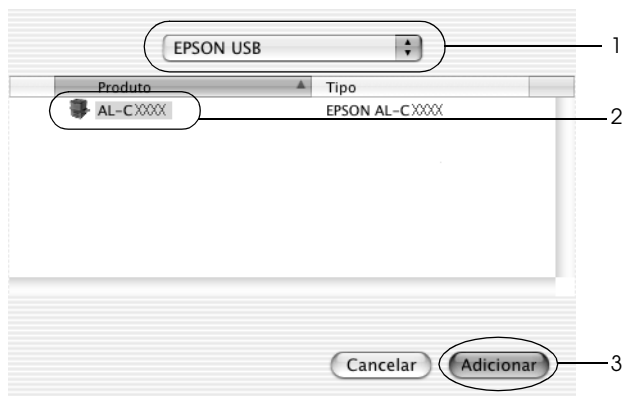 EPSON USB
1
Produto Tipo
AL-CXXXX EPSON AL-CXXXX
2
Cancelar Adicionar
3